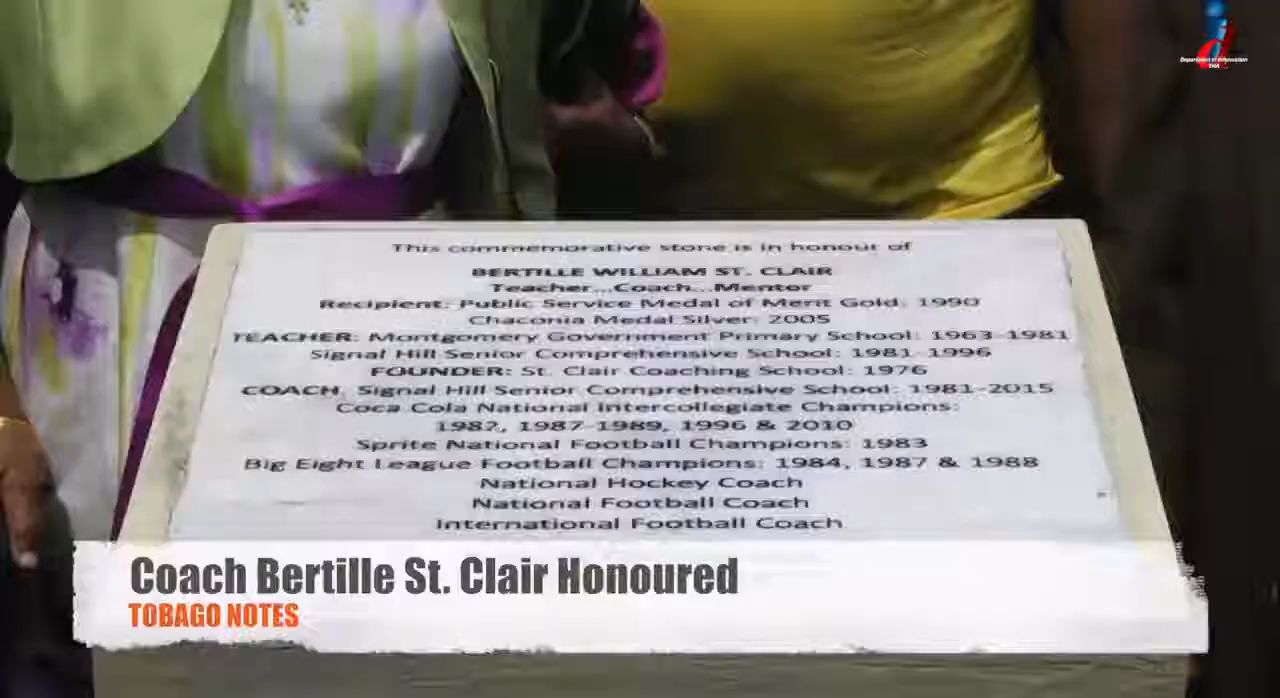 Department of Information
THA
This commemorative stone is in honour of
BERTILLE WILLIAM ST. CLAIR
Teacher...Coach...Mentor
Recipient: Public Service Medal of Merit Gold: 1990
Chaconia Medal Silver: 2005
TEACHER: Montgomery Government Primary School: 1963-1981
Signal Hill Senior Comprehensive School: 1981-1996
FOUNDER: St. Clair Coaching School: 1976
COACH: Signal Hill Senior Comprehensive School: 1981-2015
Coca Cola National Intercollegiate Champions:
1987-1989, 1996 & 2010
Sprite National Football Champions: 1983
Big Eight League Football Champions: 1984, 1987 & 1988
National Hockey Coach
National Football Coach
International Football Coach
Coach Bertille St. Clair Honoured
TOBAGO NOTES